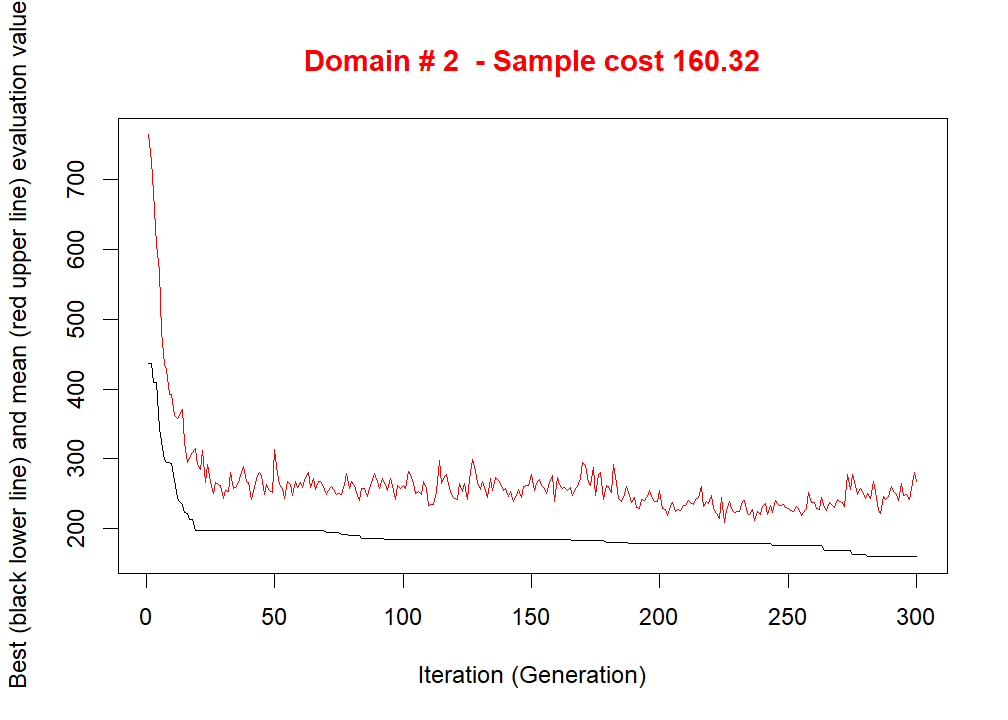 Domain # 2  - Sample cost 160.32
Best (black lower line) and mean (red upper line) evaluation value
700
600
500
400
300
200
0 50 100 150 200 250 300
Iteration (Generation)